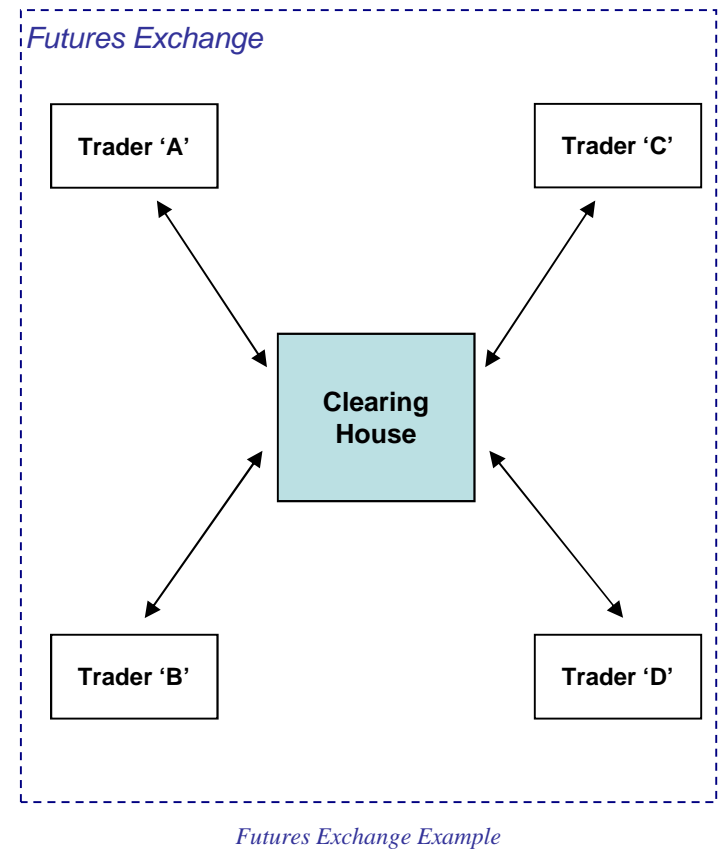 Futures Exchange
Trader ‘A’
Trader ‘C’
Clearing
House
Trader ‘B’
Trader ‘D’
Futures Exchange Example